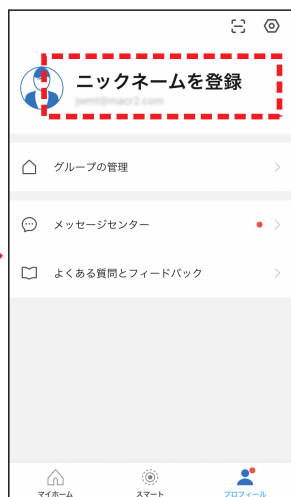 ニックネームを登録
グループの管理
メッセージセンター
よくある質問とフィードバック
マイホーム
スマート
プロフィール